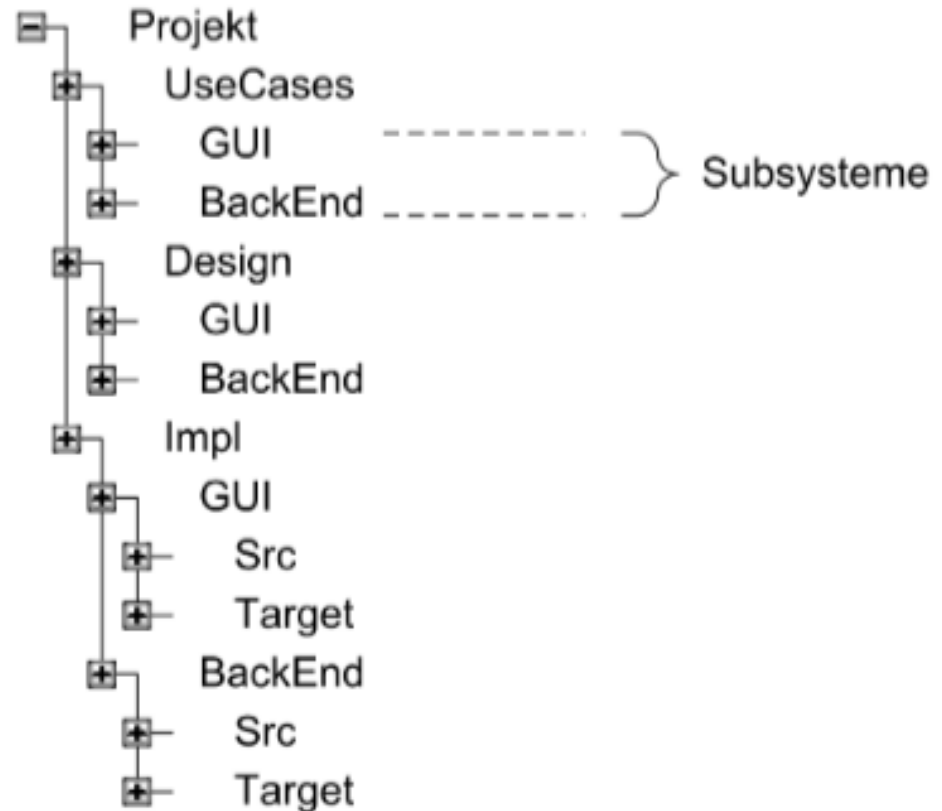 Projekt
UseCases
GUI
BackEnd
Subsysteme
Design
GUI
BackEnd
Impl
GUI
Src
Target
BackEnd
Src
Target